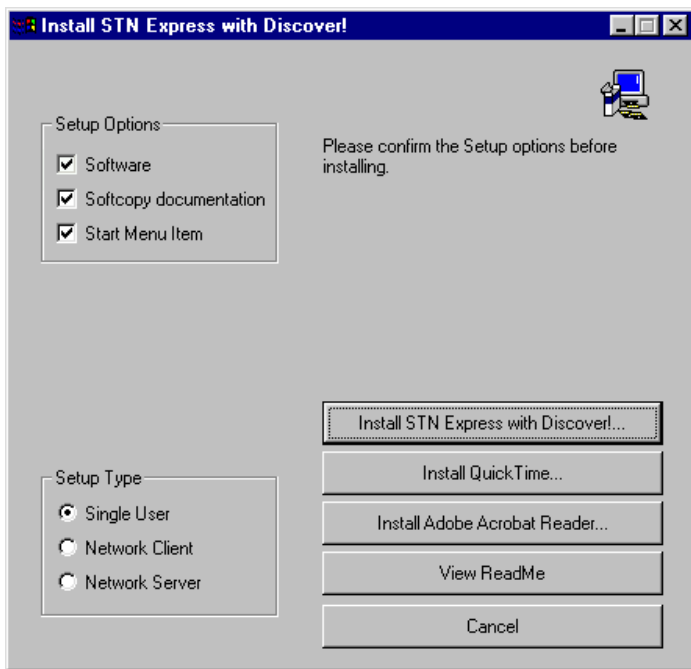 Install STN Express with Discover!
Setup Options
Software
Softcopy documentation
Start Menu Item
Please confirm the Setup options before
installing.
Setup Type
Single User
Network Client
Network Server
Install STN Express with Discover!...
Install QuickTime...
Install Adobe Acrobat Reader...
View ReadMe
Cancel